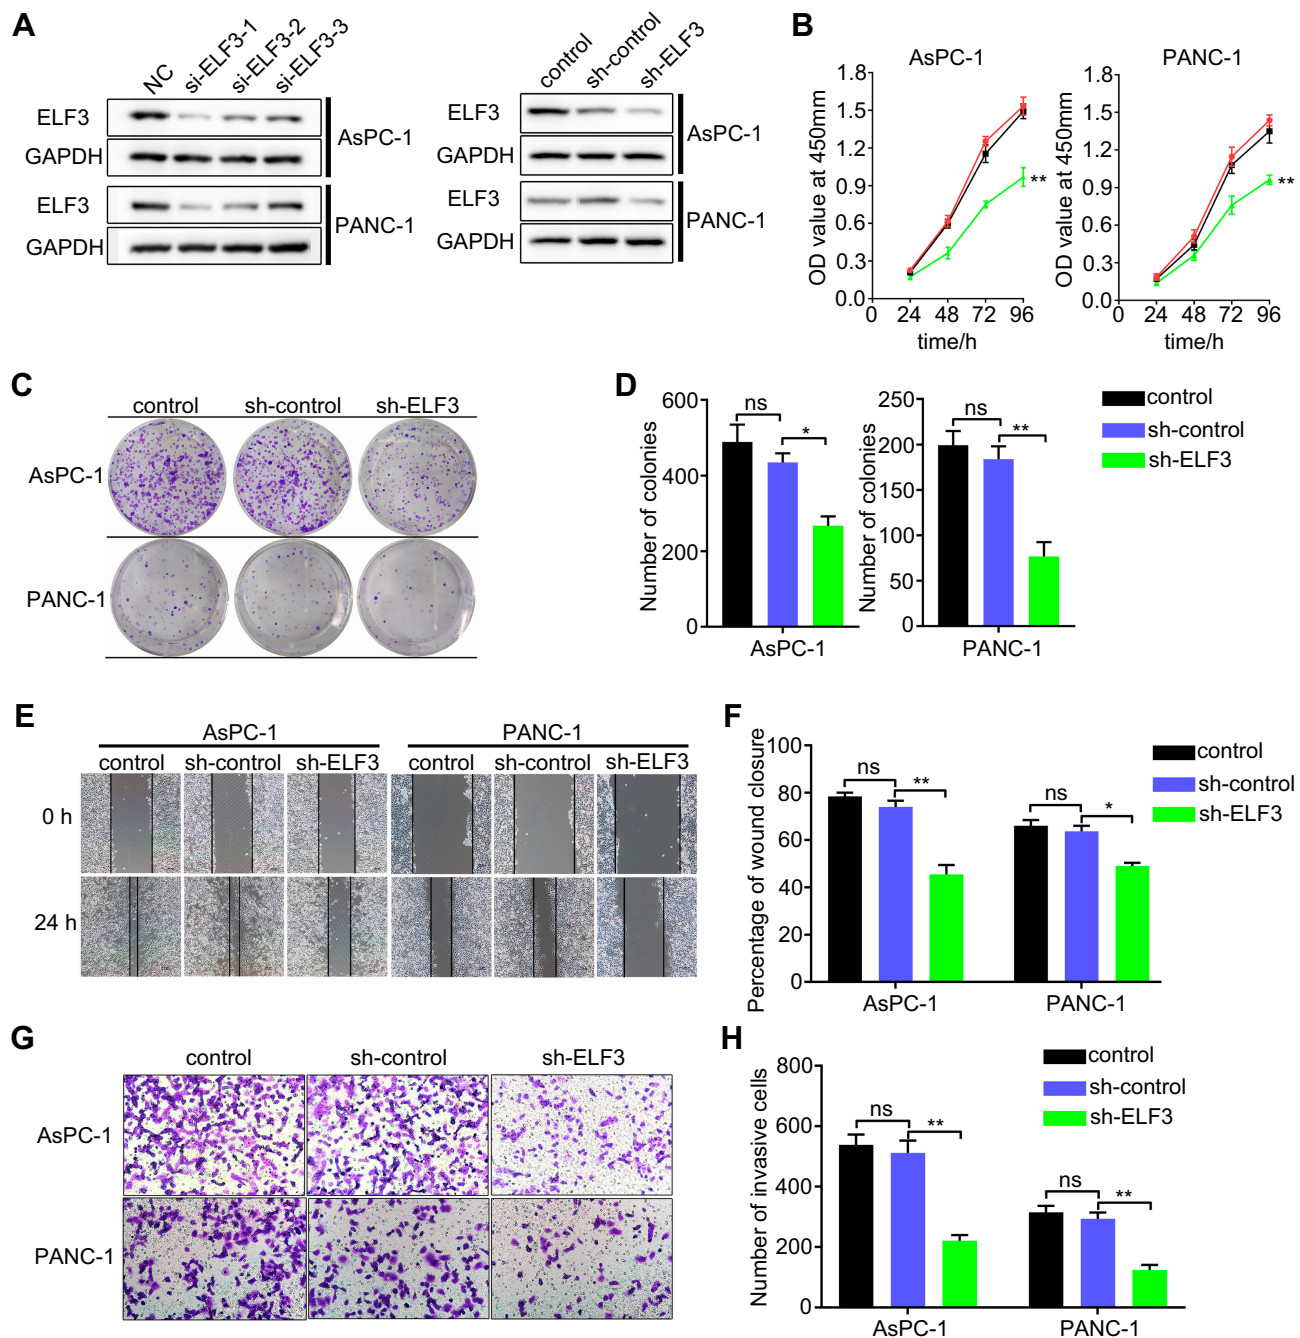 A
NC si-ELF3-1 si-ELF3-2 si-ELF3-3
ELF3
GAPDH
AsPC-1
ELF3
GAPDH
PANC-1
control sh-control sh-ELF3
ELF3
GAPDH
AsPC-1
ELF3
GAPDH
PANC-1
B
AsPC-1
OD value at 450mm
1.8
1.5
1.2
0.9
0.6
0.3
0.0
0 24 48 72 96
time/h
**
PANC-1
OD value at 450mm
1.8
1.5
1.2
0.9
0.6
0.3
0.0
0 24 48 72 96
time/h
**
C
control sh-control sh-ELF3
AsPC-1
PANC-1
D
Number of colonies
600
400
200
0
ns *
AsPC-1
Number of colonies
250
200
150
100
50
0
ns **
PANC-1
control
sh-control
sh-ELF3
E
AsPC-1 PANC-1
control sh-control sh-ELF3 control sh-control sh-ELF3
0 h
24 h
F
Percentage of wound closure
100
80
60
40
20
0
ns ** ns *
AsPC-1 PANC-1
control
sh-control
sh-ELF3
G
control sh-control sh-ELF3
AsPC-1
PANC-1
H
Number of invasive cells
800
600
400
200
0
ns ** ns **
AsPC-1 PANC-1
control
sh-control
sh-ELF3